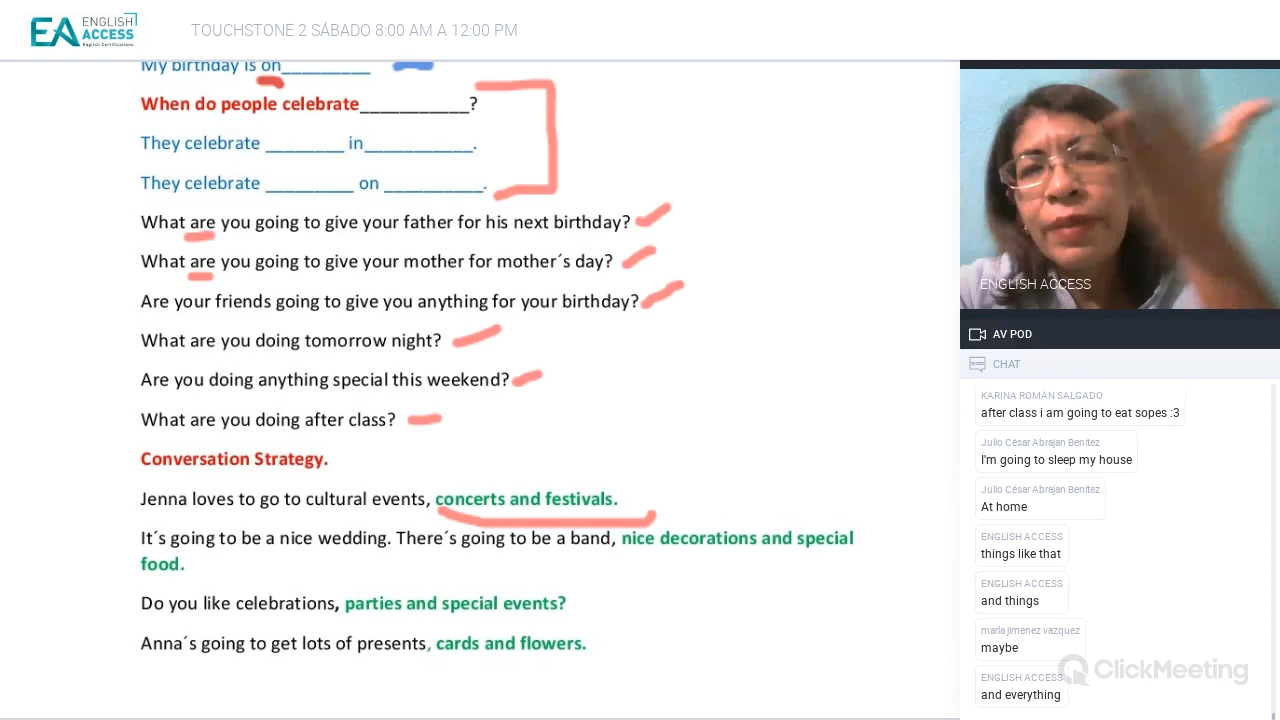 EA ENGLISH
ACCESS
English Certifications
TOUCHSTONE 2 SÁBADO 8:00 AM A 12:00 PM
My birthday is on_________
When do people celebrate___________?
They celebrate ________ in___________.
They celebrate _________ on __________.
What are you going to give your father for his next birthday?
What are you going to give your mother for mother´s day?
Are your friends going to give you anything for your birthday?
What are you doing tomorrow night?
Are you doing anything special this weekend?
What are you doing after class?
Conversation Strategy.
Jenna loves to go to cultural events, concerts and festivals.
It´s going to be a nice wedding. There´s going to be a band, nice decorations and special
food.
Do you like celebrations, parties and special events?
Anna´s going to get lots of presents, cards and flowers.
ENGLISH ACCESS
AV POD
CHAT
KARINA ROMÁN SALGADO
after class i am going to eat sopes :3
Julio César Abrajan Benítez
I'm going to sleep my house
Julio César Abrajan Benítez
At home
ENGLISH ACCESS
things like that
ENGLISH ACCESS
and things
marla jimenez vazquez
maybe
ENGLISH ACCESS
and everything
ClickMeeting